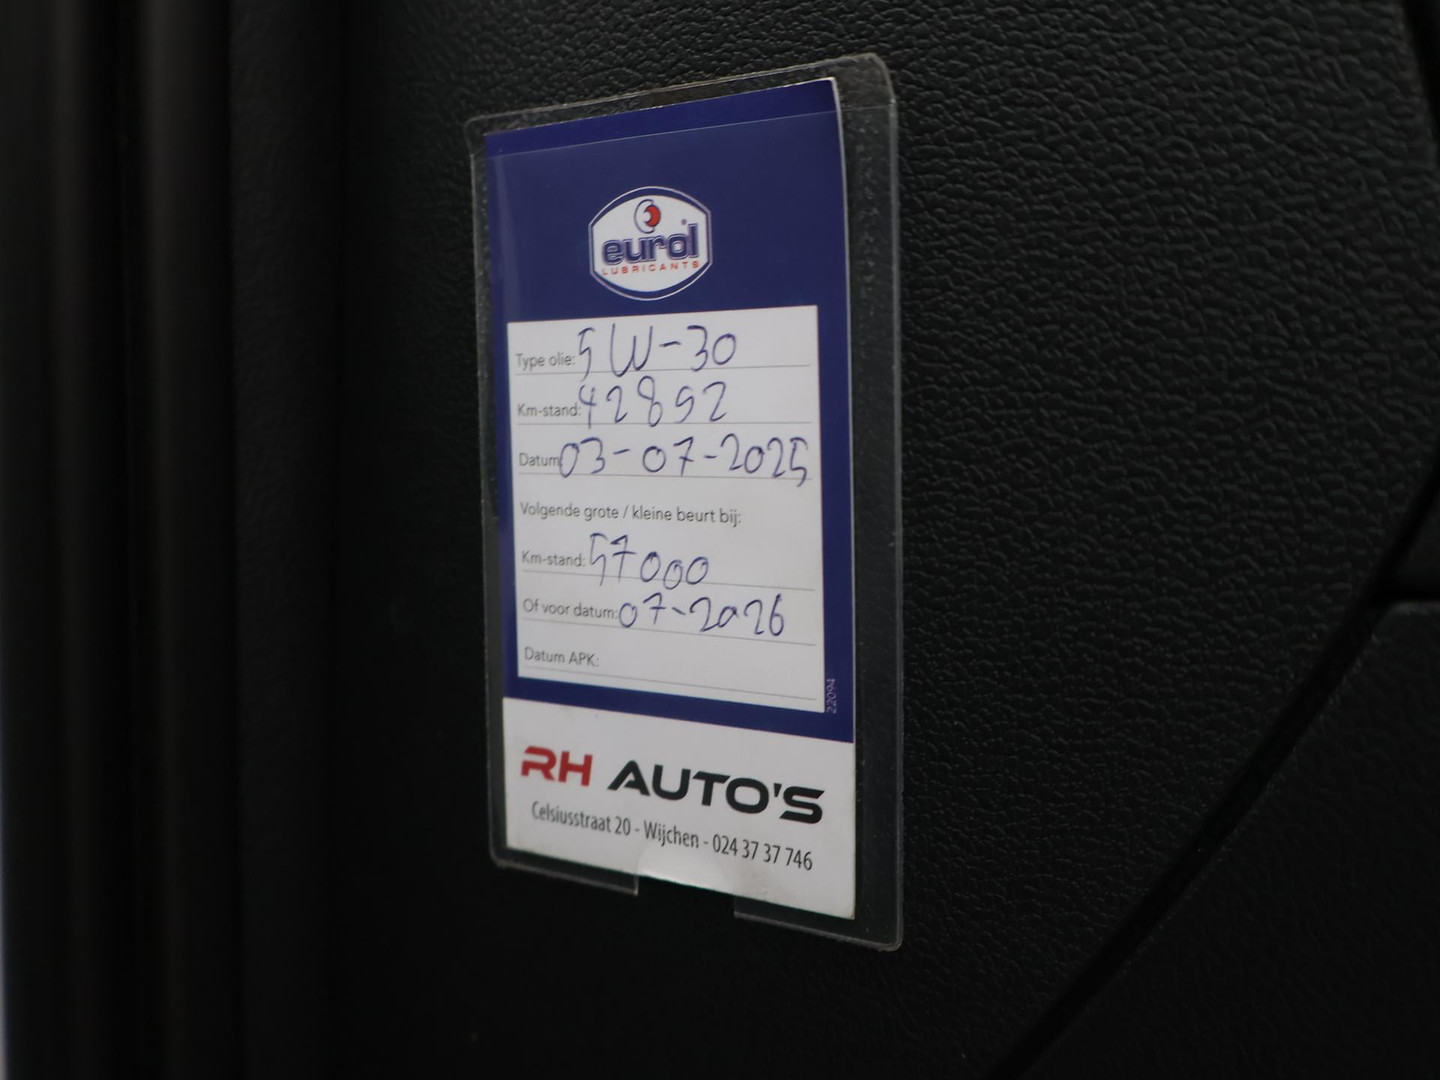 eurol
LUBRICANTS
Type olie: 5W-30
Km-stand: 42852
Datum 03-07-2025
Volgende grote / kleine beurt bij:
Km-stand: 57000
Of voor datum: 07-2026
Datum APK:
22094
RH AUTO'S
Celsiusstraat 20 - Wijchen - 024 37 37 746